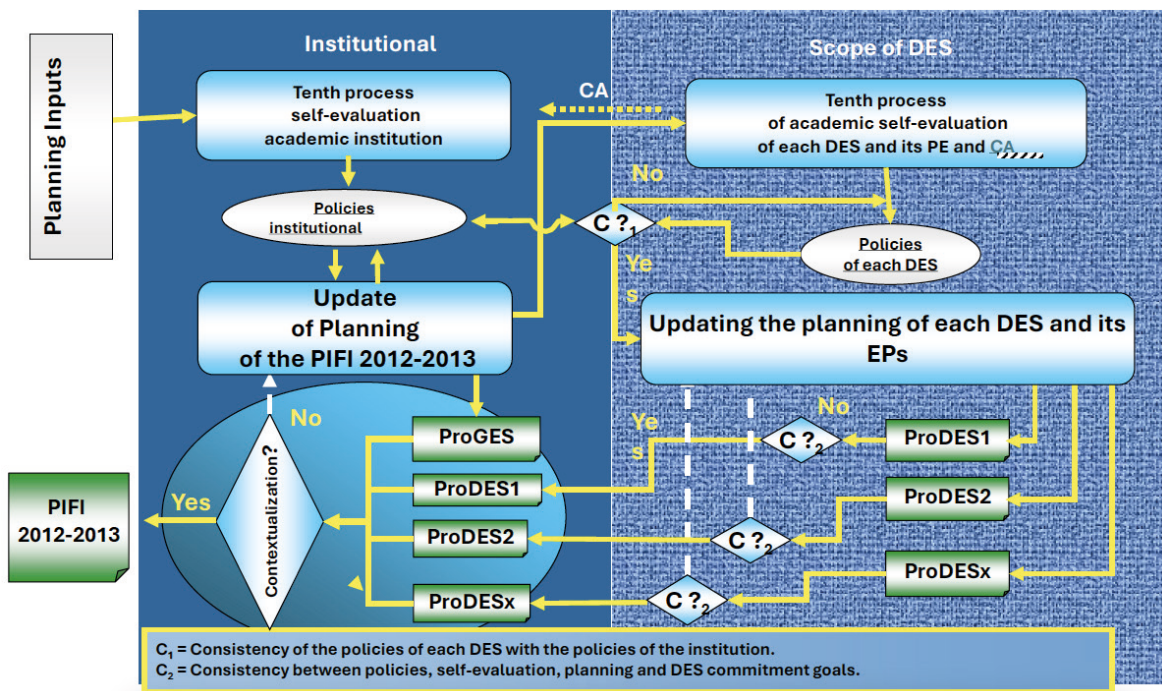 Planning Inputs
Institutional
Scope of DES
Tenth process
self-evaluation
academic institution
CA
Tenth process
of academic self-evaluation
of each DES and its PE and CA
No
Policies
institutional
C ?₁
Policies
of each DES
Ye
s
Update
of Planning
of the PIFI 2012-2013
Updating the planning of each DES and its
EPs
No
ProGES
Ye
s
No
C ?₂
ProDES1
ProDES1
Contextualization?
Yes
PIFI
2012-2013
ProDES2
ProDES2
C ?₂
ProDESx
ProDESx
C ?₂
C₁ = Consistency of the policies of each DES with the policies of the institution.
C₂ = Consistency between policies, self-evaluation, planning and DES commitment goals.